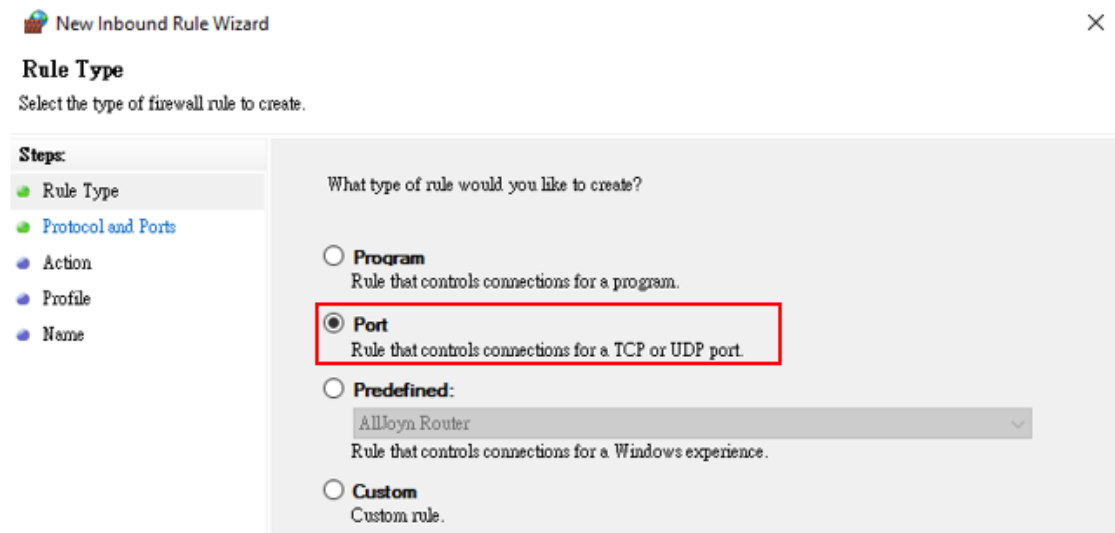 New Inbound Rule Wizard
Rule Type
Select the type of firewall rule to create.
Steps:
Rule Type
Protocol and Ports
Action
Profile
Name
What type of rule would you like to create?
Program
Rule that controls connections for a program.
Port
Rule that controls connections for a TCP or UDP port.
Predefined:
AllJoyn Router
Rule that controls connections for a Windows experience.
Custom
Custom rule.